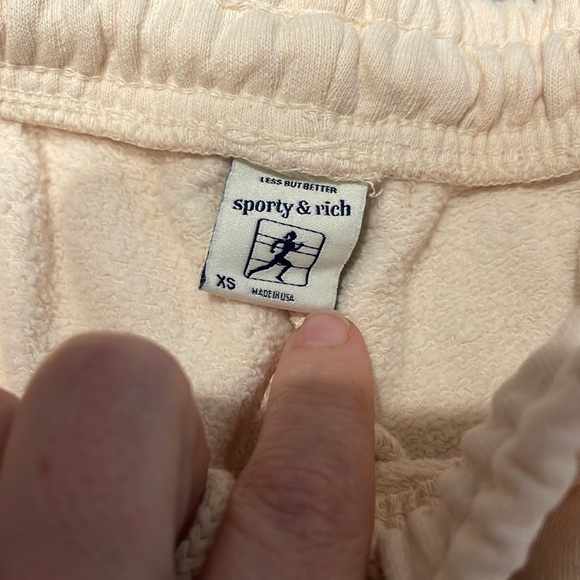 LESS BUT BETTER
sporty & rich
XS
MADE IN USA